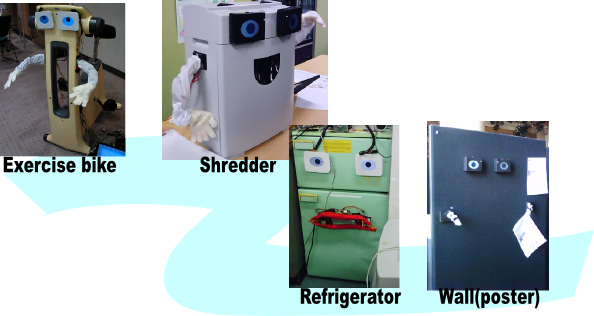 Exercise bike
Shredder
Refrigerator
Wall(poster)